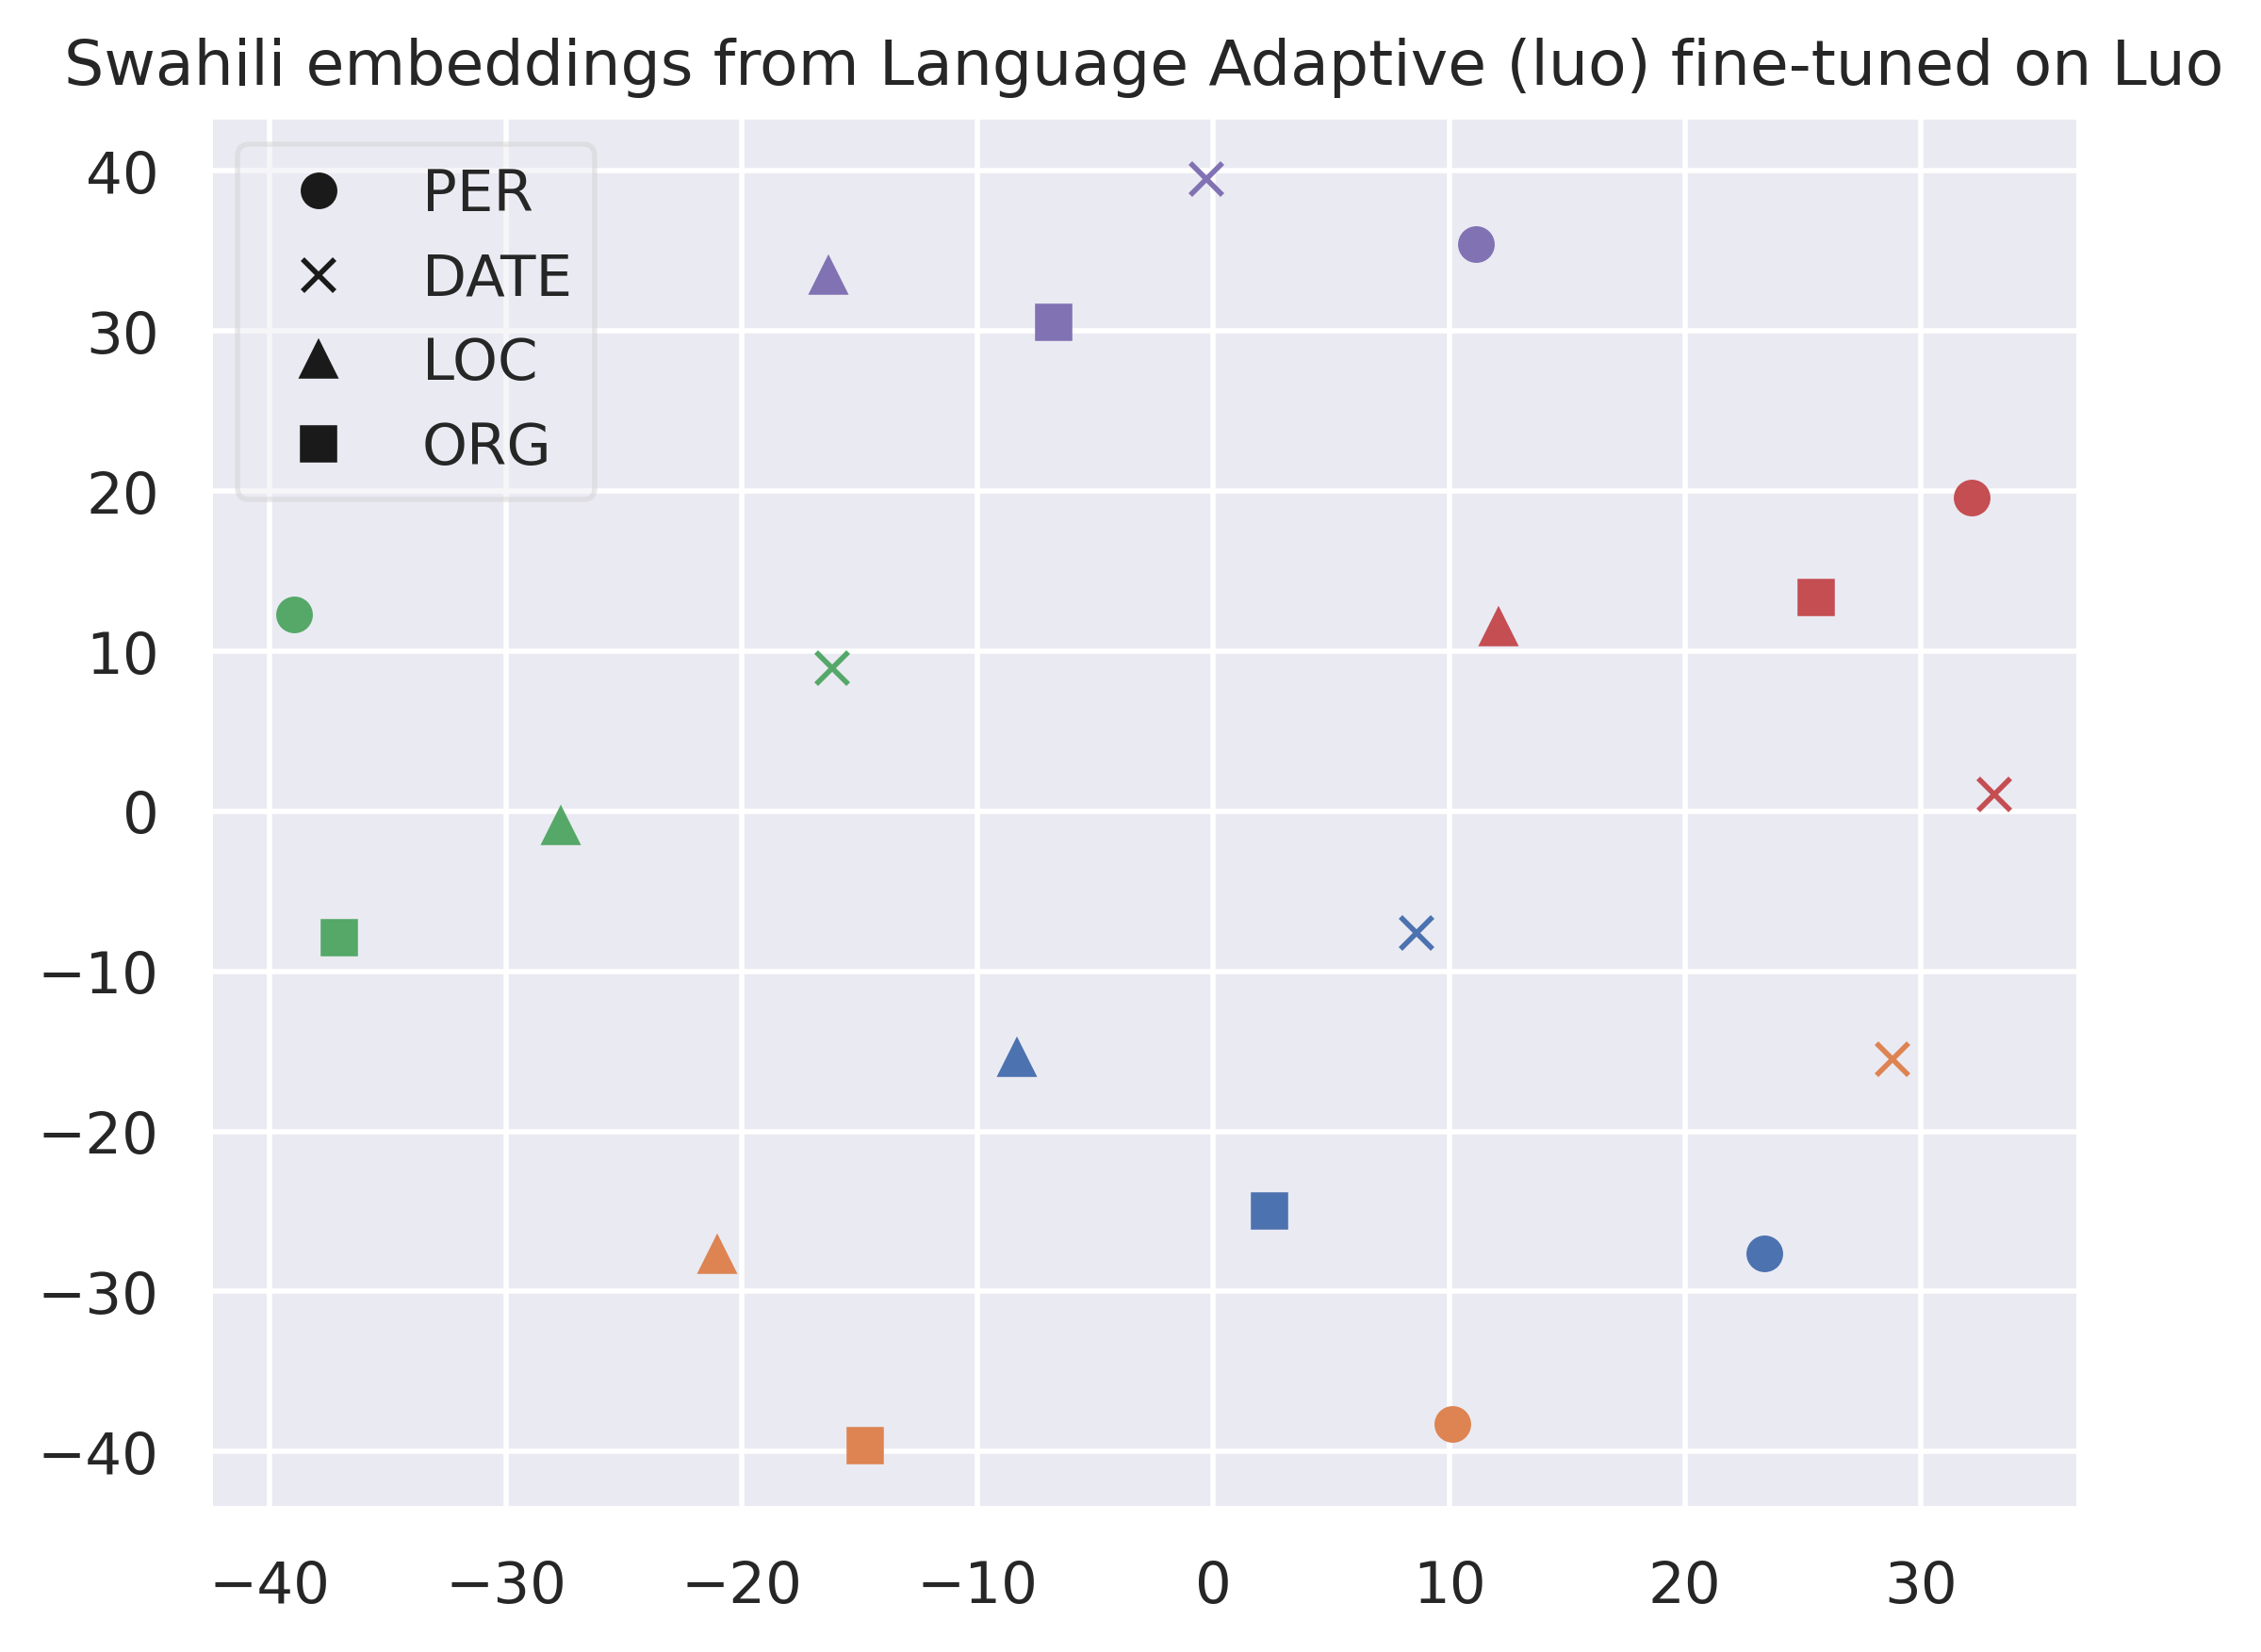 Swahili embeddings from Language Adaptive (luo) fine-tuned on Luo
PER
DATE
LOC
ORG
40
30
20
10
0
−10
−20
−30
−40
−40 −30 −20 −10 0 10 20 30